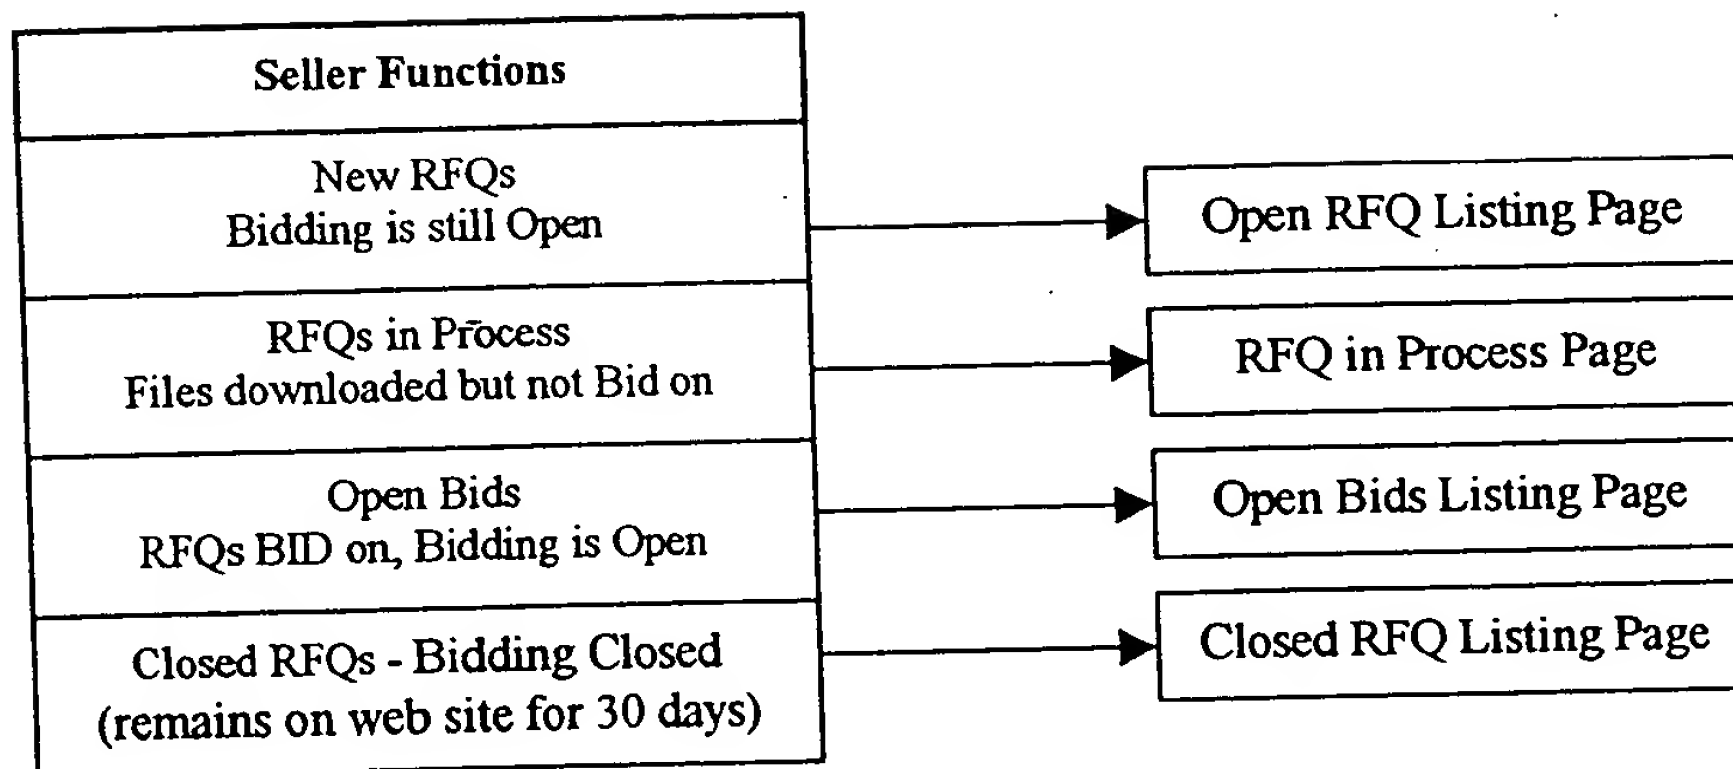 Seller Functions
New RFQs
Bidding is still Open
Open RFQ Listing Page
RFQs in Process
Files downloaded but not Bid on
RFQ in Process Page
Open Bids
RFQs BID on, Bidding is Open
Open Bids Listing Page
Closed RFQs - Bidding Closed
(remains on web site for 30 days)
Closed RFQ Listing Page